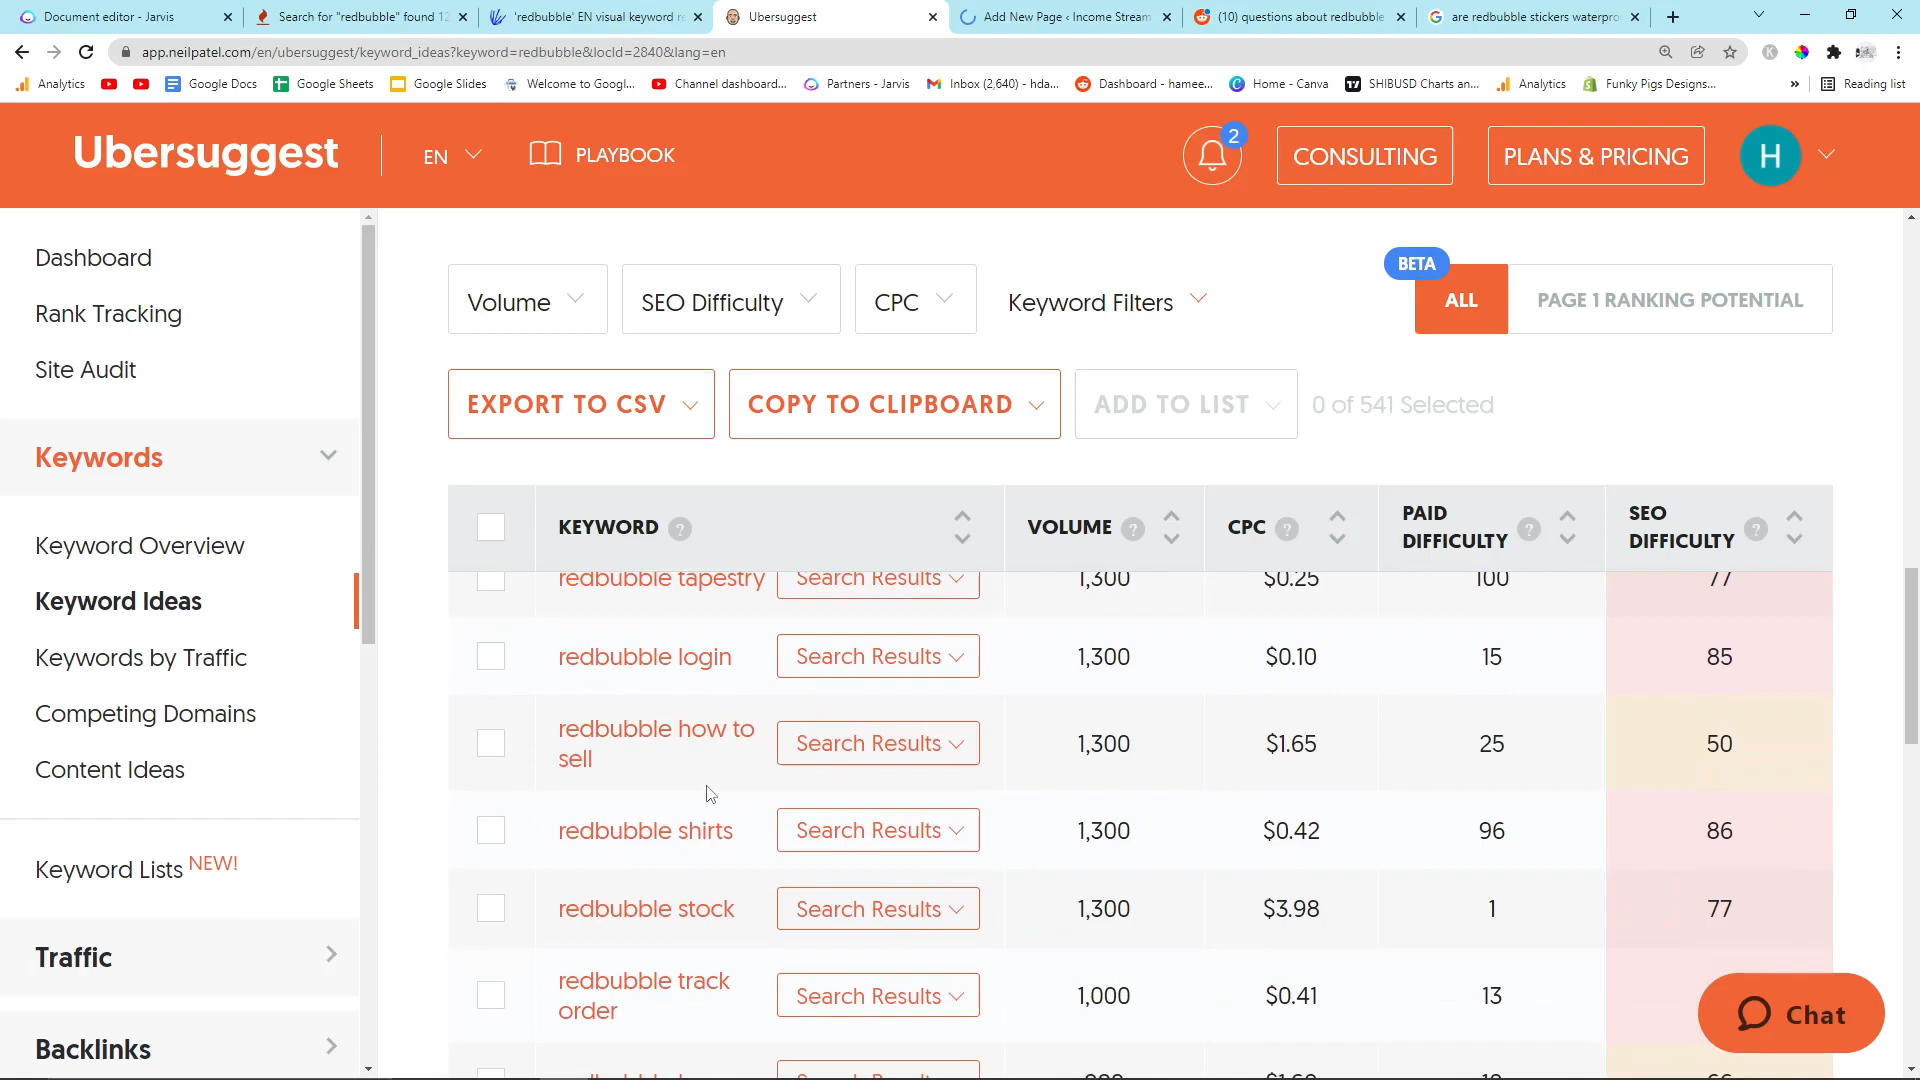 Document editor - Jarvis
Search for "redbubble" found 12
'redbubble' EN visual keyword re
Ubersuggest
Add New Page ‹ Income Stream
(10) questions about redbubble
are redbubble stickers waterpro
app.neilpatel.com/en/ubersuggest/keyword_ideas?keyword=redbubble&locId=2840&lang=en
Analytics
Google Docs
Google Sheets
Google Slides
Welcome to Googl...
Channel dashboard...
Partners - Jarvis
Inbox (2,640) - hda...
Dashboard - hamee...
Home - Canva
SHIBUSD Charts an...
Analytics
Funky Pigs Designs...
»
Reading list
Ubersuggest
EN
PLAYBOOK
2
CONSULTING
PLANS & PRICING
H
Dashboard
Rank Tracking
Site Audit
Keywords
Keyword Overview
Keyword Ideas
Keywords by Traffic
Competing Domains
Content Ideas
Keyword Lists NEW!
Traffic
Backlinks
Volume
SEO Difficulty
CPC
Keyword Filters
BETA
ALL
PAGE 1 RANKING POTENTIAL
EXPORT TO CSV
COPY TO CLIPBOARD
ADD TO LIST
0 of 541 Selected
KEYWORD ?
VOLUME ?
CPC ?
PAID DIFFICULTY ?
SEO DIFFICULTY ?
redbubble tapestry Search Results 1,300 $0.25 100 77
redbubble login Search Results 1,300 $0.10 15 85
redbubble how to
sell
Search Results 1,300 $1.65 25 50
redbubble shirts Search Results 1,300 $0.42 96 86
redbubble stock Search Results 1,300 $3.98 1 77
redbubble track
order
Search Results 1,000 $0.41 13
Chat